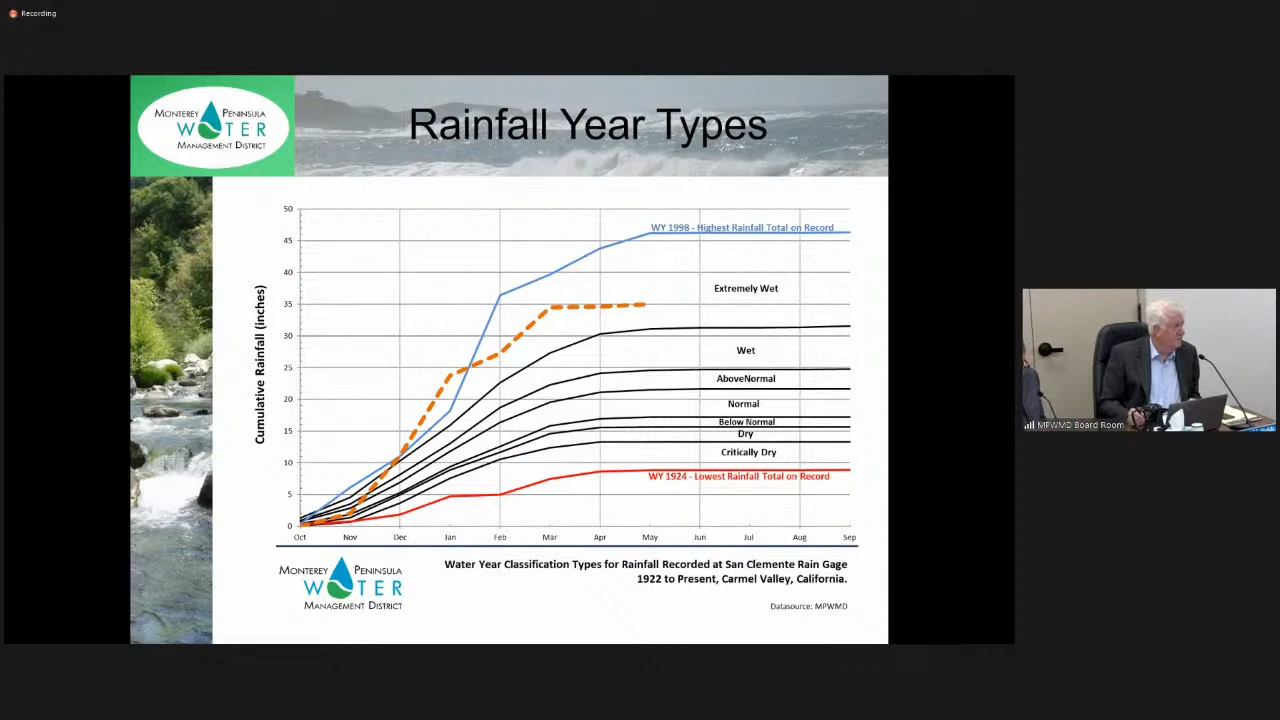 Recording
MONTEREY PENINSULA
WATER
MANAGEMENT DISTRICT
Rainfall Year Types
50
45
40
35
30
25
20
15
10
5
0
Cumulative Rainfall (inches)
WY 1998 - Highest Rainfall Total on Record
Extremely Wet
Wet
AboveNormal
Normal
Below Normal
Dry
Critically Dry
WY 1924 - Lowest Rainfall Total on Record
Oct Nov Dec Jan Feb Mar Apr May Jun Jul Aug Sep
MONTEREY PENINSULA
WATER
MANAGEMENT DISTRICT
Water Year Classification Types for Rainfall Recorded at San Clemente Rain Gage
1922 to Present, Carmel Valley, California.
Datasource: MPWMD
MPWMD Board Room